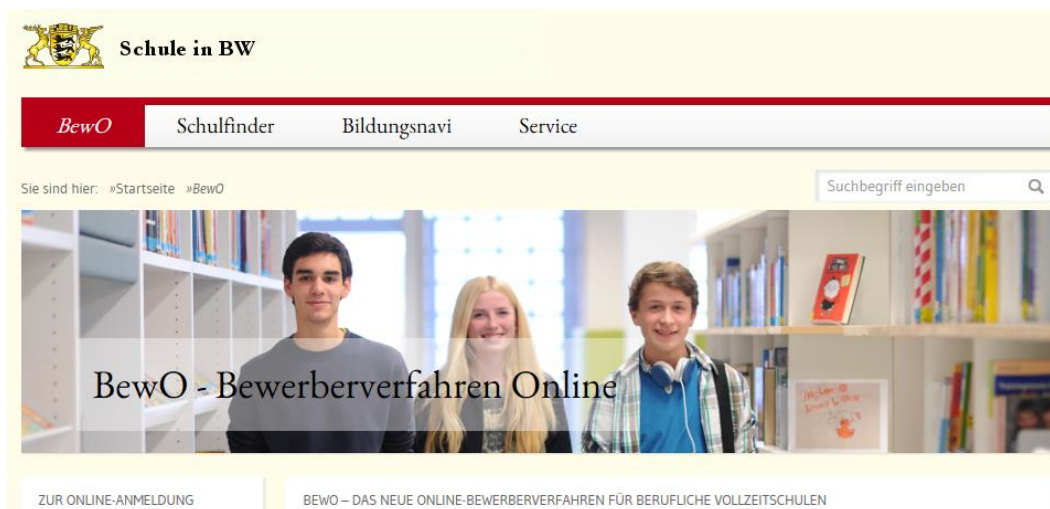 Schule in BW
BewO Schulfinder Bildungsnavi Service
Sie sind hier: »Startseite »BewO
Suchbegriff eingeben
BewO - Bewerberverfahren Online
ZUR ONLINE-ANMELDUNG
BEWO – DAS NEUE ONLINE-BEWERBERVERFAHREN FÜR BERUFLICHE VOLLZEITSCHULEN